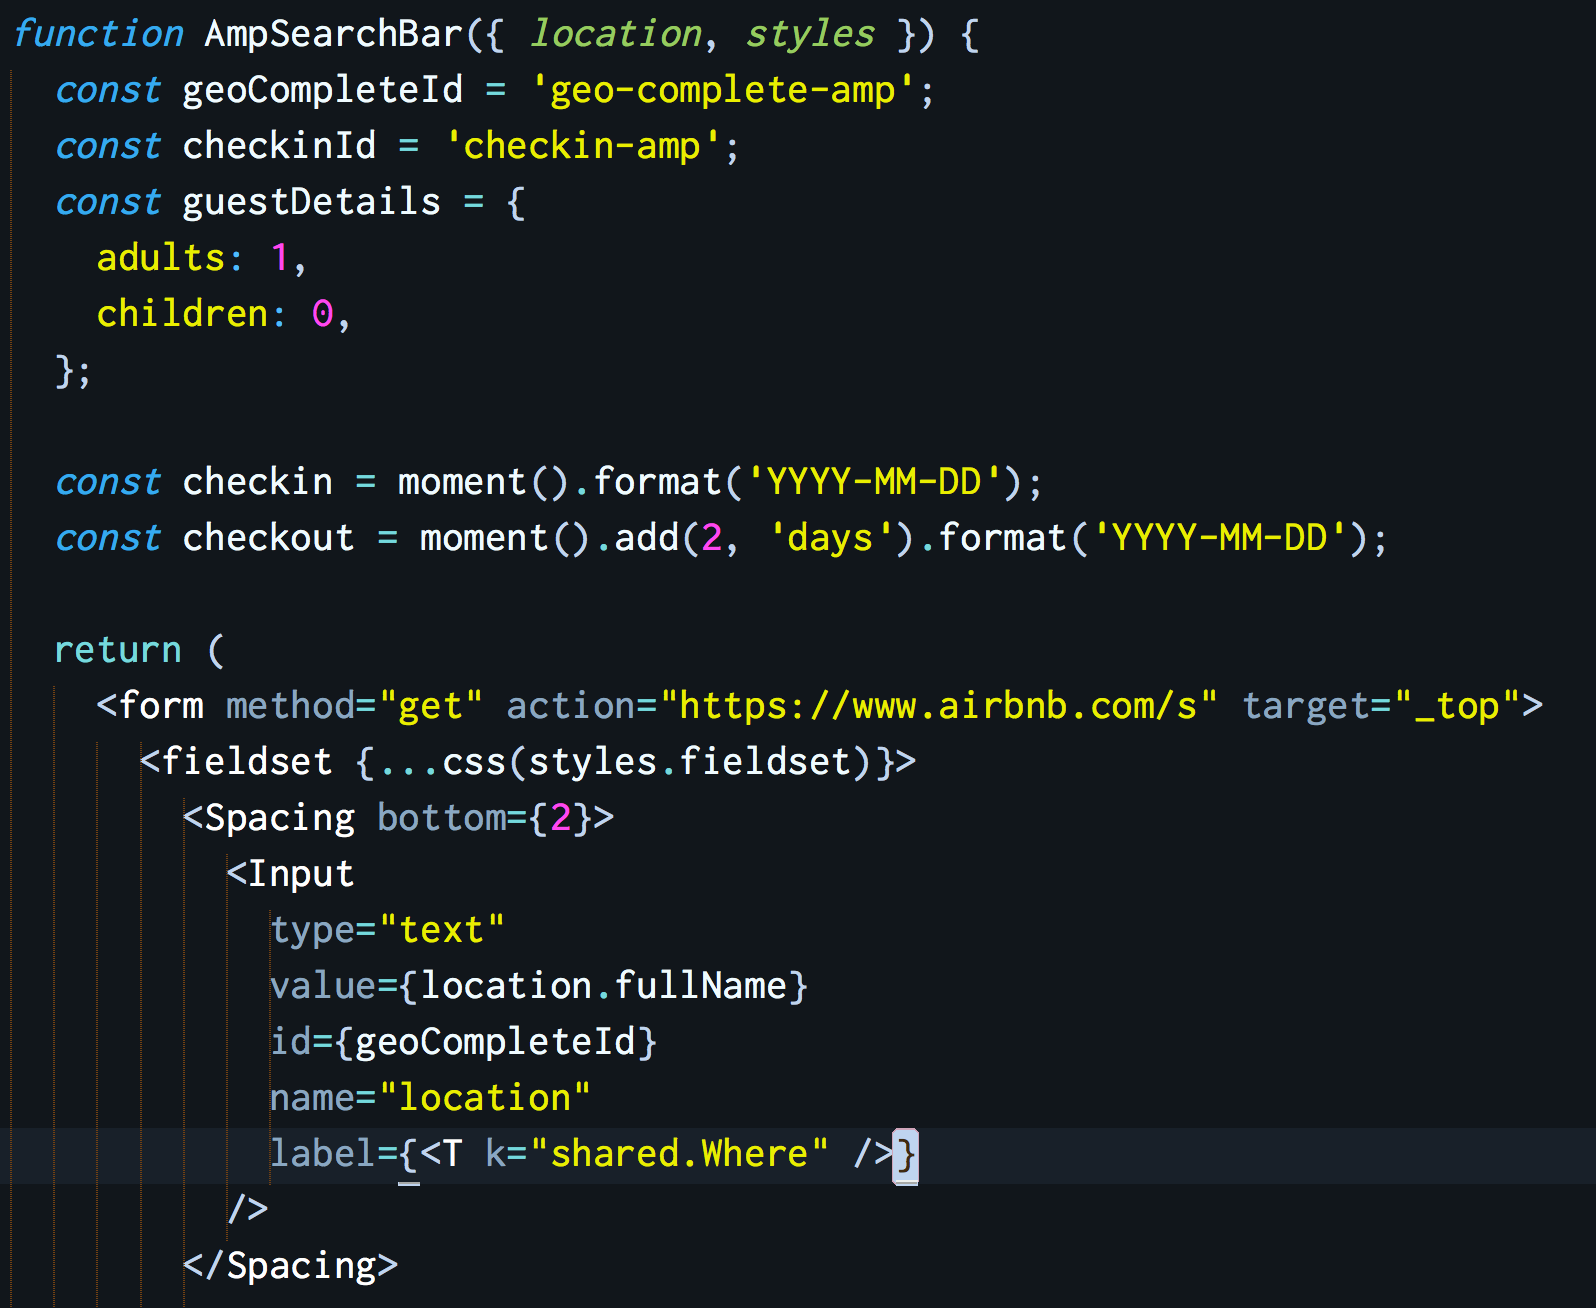 function AmpSearchBar({ location, styles }) {
  const geoCompleteId = 'geo-complete-amp';
  const checkinId = 'checkin-amp';
  const guestDetails = {
    adults: 1,
    children: 0,
  };

  const checkin = moment().format('YYYY-MM-DD');
  const checkout = moment().add(2, 'days').format('YYYY-MM-DD');

  return (
    <form method="get" action="https://www.airbnb.com/s" target="_top">
      <fieldset {...css(styles.fieldset)}>
        <Spacing bottom={2}>
          <Input
            type="text"
            value={location.fullName}
            id={geoCompleteId}
            name="location"
            label={<T k="shared.Where" />}
          />
        </Spacing>